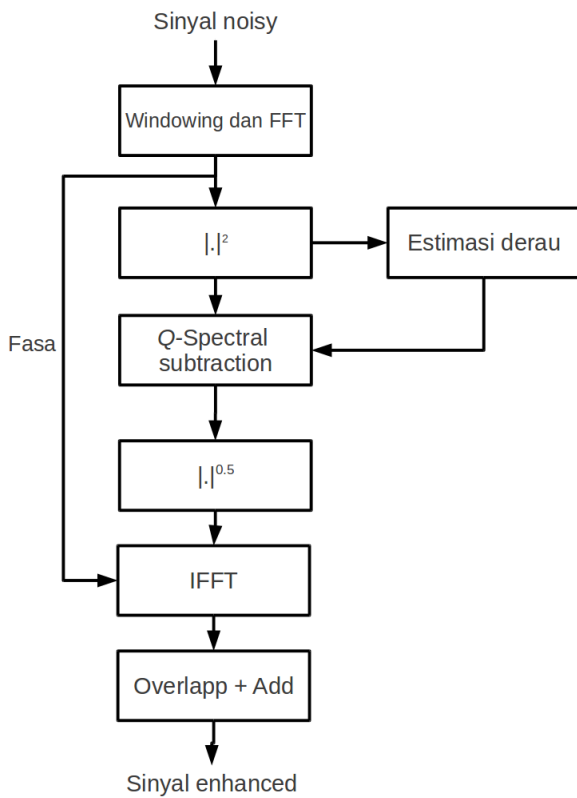 Sinyal noisy
Windowing dan FFT
|.|²
Estimasi derau
Fasa
Q-Spectral
subtraction
|.|⁰·⁵
IFFT
Overlapp + Add
Sinyal enhanced